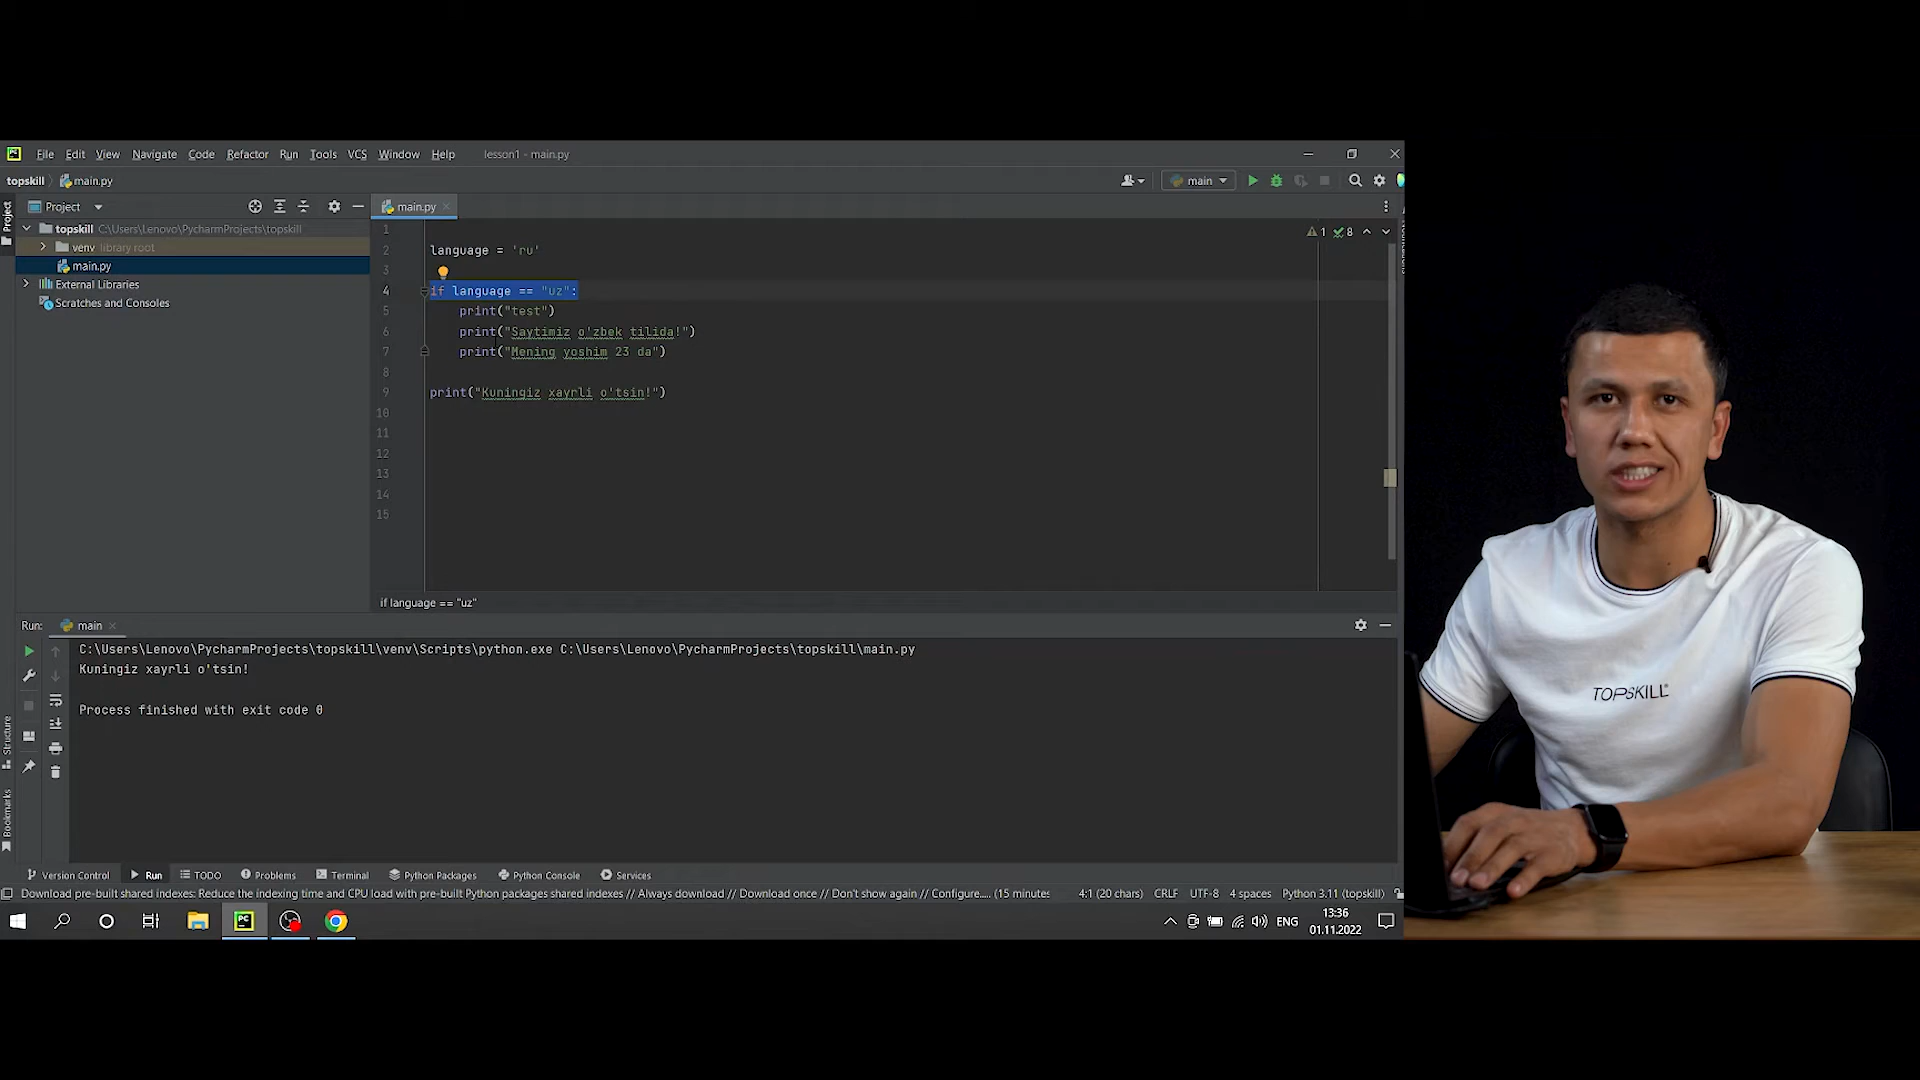 File Edit View Navigate Code Refactor Run Tools VCS Window Help lesson1 - main.py
topskill main.py
main
Project
main.py
Project
topskill C:\Users\Lenovo\PycharmProjects\topskill
venv library root
main.py
External Libraries
Scratches and Consoles
1
2 language = 'ru'
3
4 if language == "uz":
5 print("test")
6 print("Saytimiz o'zbek tilida!")
7 print("Mening yoshim 23 da")
8
9 print("Kuningiz xayrli o'tsin!")
10
11
12
13
14
15
1 8
if language == "uz"
Run: main
C:\Users\Lenovo\PycharmProjects\topskill\venv\Scripts\python.exe C:\Users\Lenovo\PycharmProjects\topskill\main.py
Kuningiz xayrli o'tsin!
Process finished with exit code 0
Structure
Bookmarks
Version Control Run TODO Problems Terminal Python Packages Python Console Services
Download pre-built shared indexes: Reduce the indexing time and CPU load with pre-built Python packages shared indexes // Always download // Download once // Don't show again // Configure.... (15 minutes 4:1 (20 chars) CRLF UTF-8 4 spaces Python 3.11 (topskill)
ENG
13:36
01.11.2022
TOPSKILL